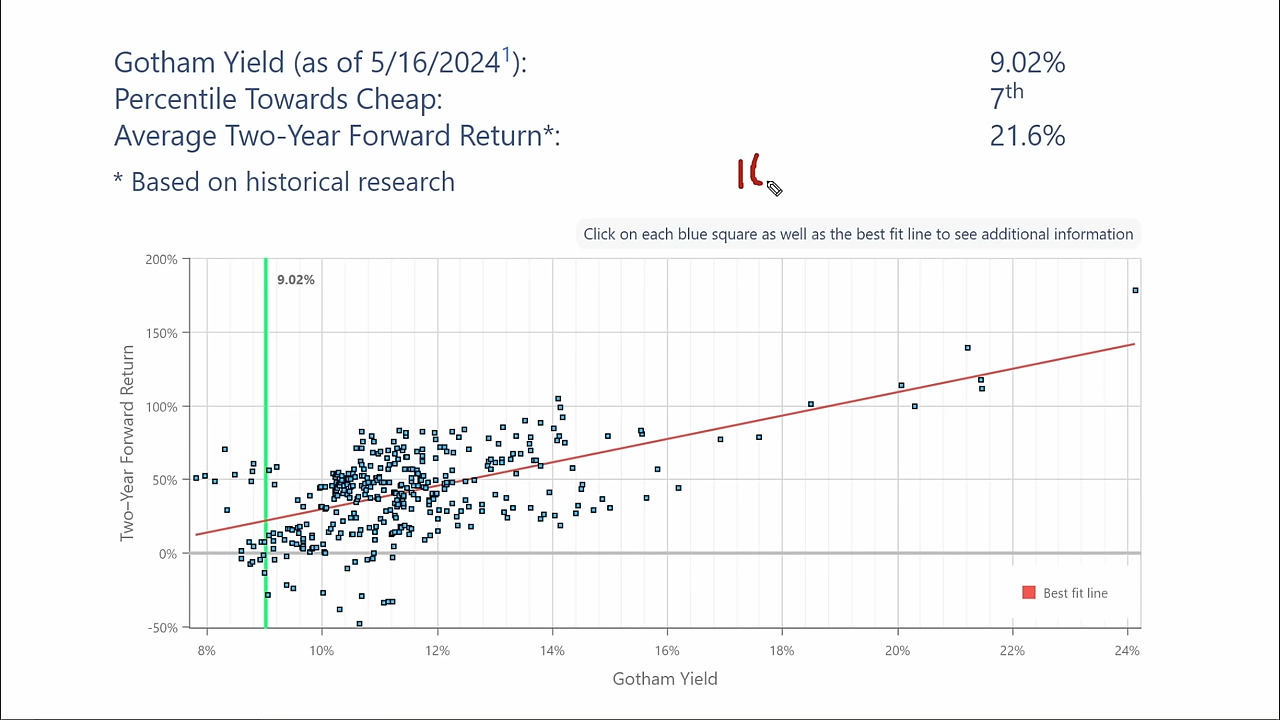 Gotham Yield (as of 5/16/2024¹): 9.02%
Percentile Towards Cheap: 7th
Average Two-Year Forward Return*: 21.6%
* Based on historical research
Click on each blue square as well as the best fit line to see additional information
200%
150%
100%
50%
0%
-50%
Two-Year Forward Return
9.02%
Best fit line
8% 10% 12% 14% 16% 18% 20% 22% 24%
Gotham Yield